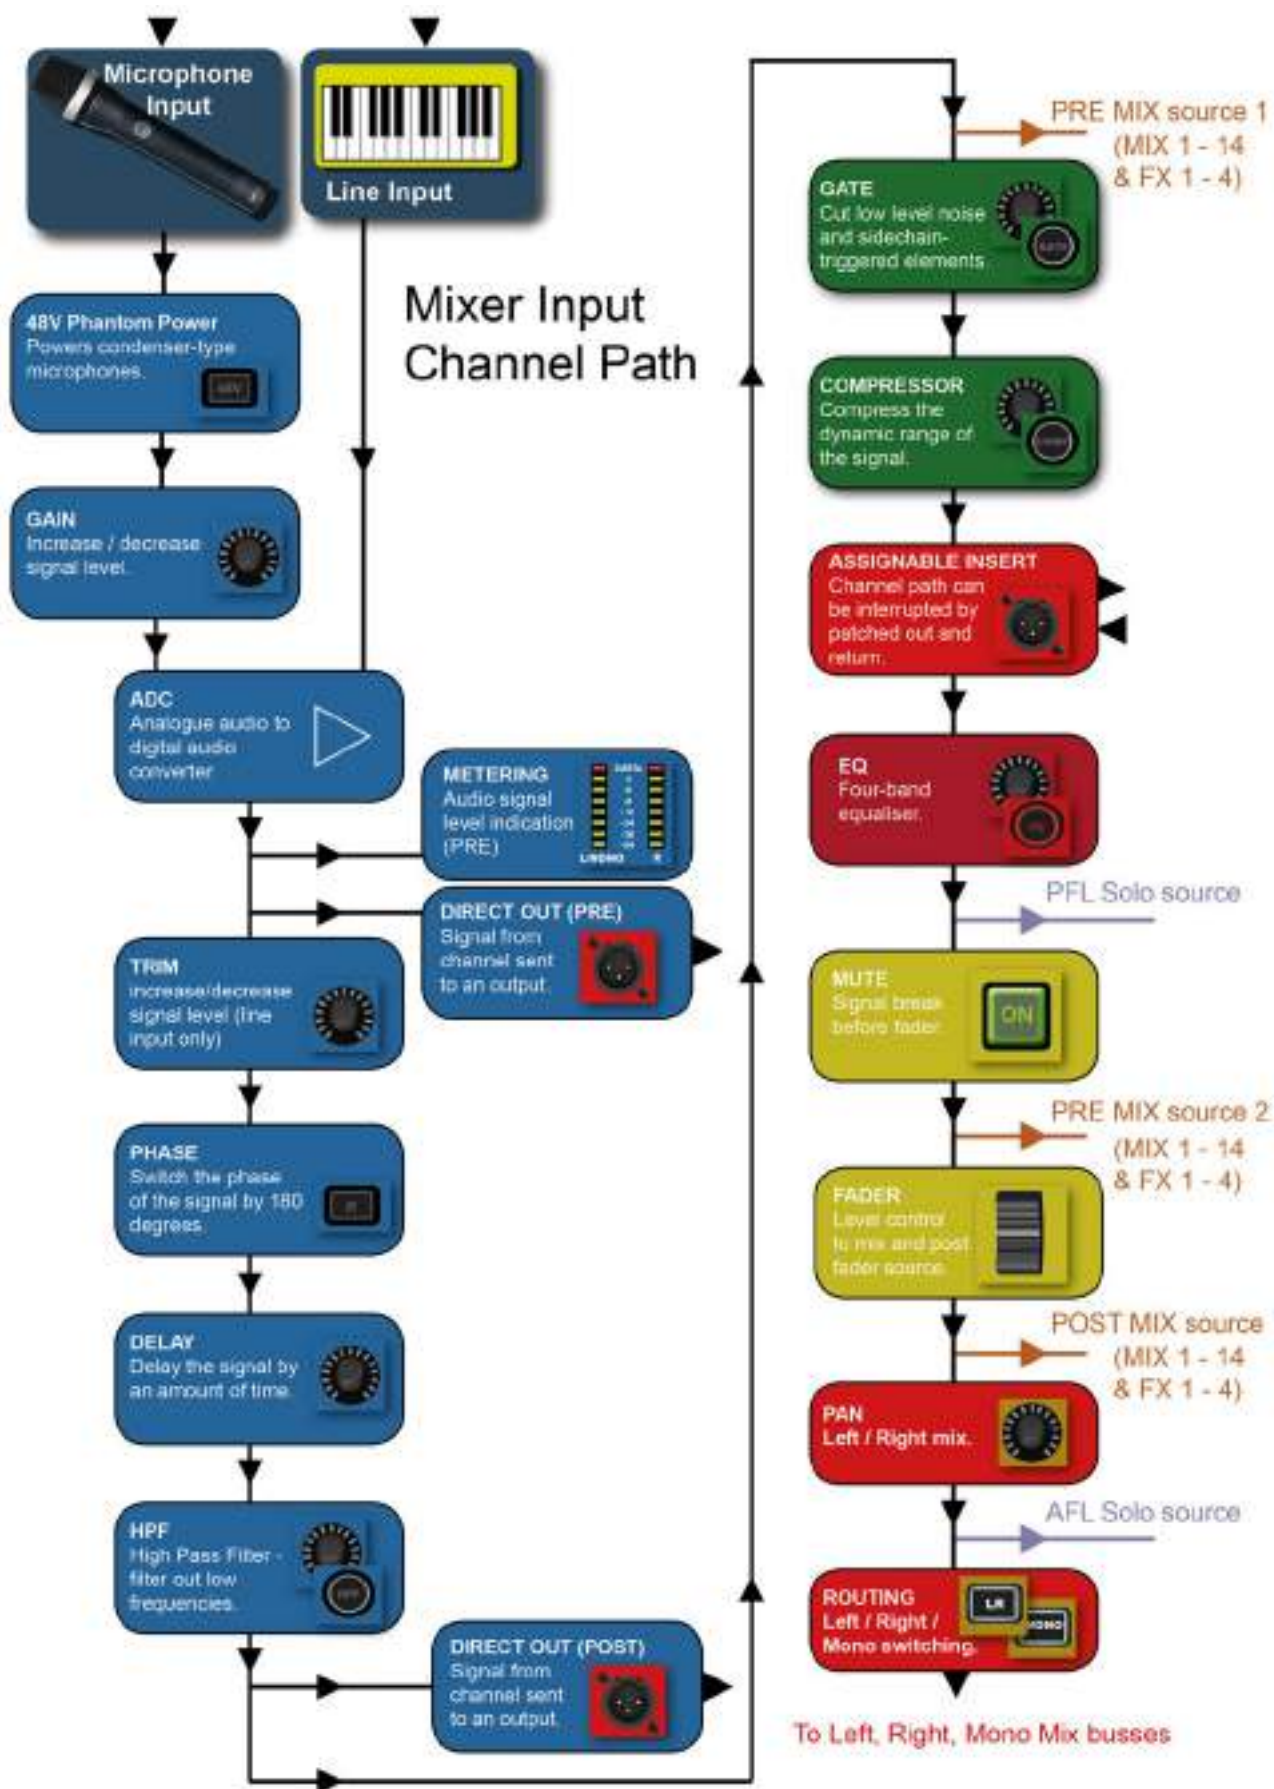 Microphone
Input
Line Input
Mixer Input
Channel Path
48V Phantom Power
Powers condenser-type
microphones.
48V
GAIN
Increase / decrease
signal level.
ADC
Analogue audio to
digital audio
converter
METERING
Audio signal
level indication
(PRE)
L/MONO
R
DIRECT OUT (PRE)
Signal from
channel sent
to an output.
TRIM
increase/decrease
signal level (line
input only)
PHASE
Switch the phase
of the signal by 180
degrees.
DELAY
Delay the signal by
an amount of time.
HPF
High Pass Filter -
filter out low
frequencies.
HPF
DIRECT OUT (POST)
Signal from
channel sent
to an output.
PRE MIX source 1
(MIX 1 - 14
& FX 1 - 4)
GATE
Cut low level noise
and sidechain-
triggered elements
GATE
COMPRESSOR
Compress the
dynamic range of
the signal.
ASSIGNABLE INSERT
Channel path can
be interrupted by
patched out and
return.
EQ
Four-band
equaliser.
PFL Solo source
MUTE
Signal break
before fader.
ON
PRE MIX source 2
(MIX 1 - 14
& FX 1 - 4)
FADER
Level control
to mix and post
fader source.
POST MIX source
(MIX 1 - 14
& FX 1 - 4)
PAN
Left / Right mix.
AFL Solo source
ROUTING
Left / Right /
Mono switching.
LR
MONO
To Left, Right, Mono Mix busses